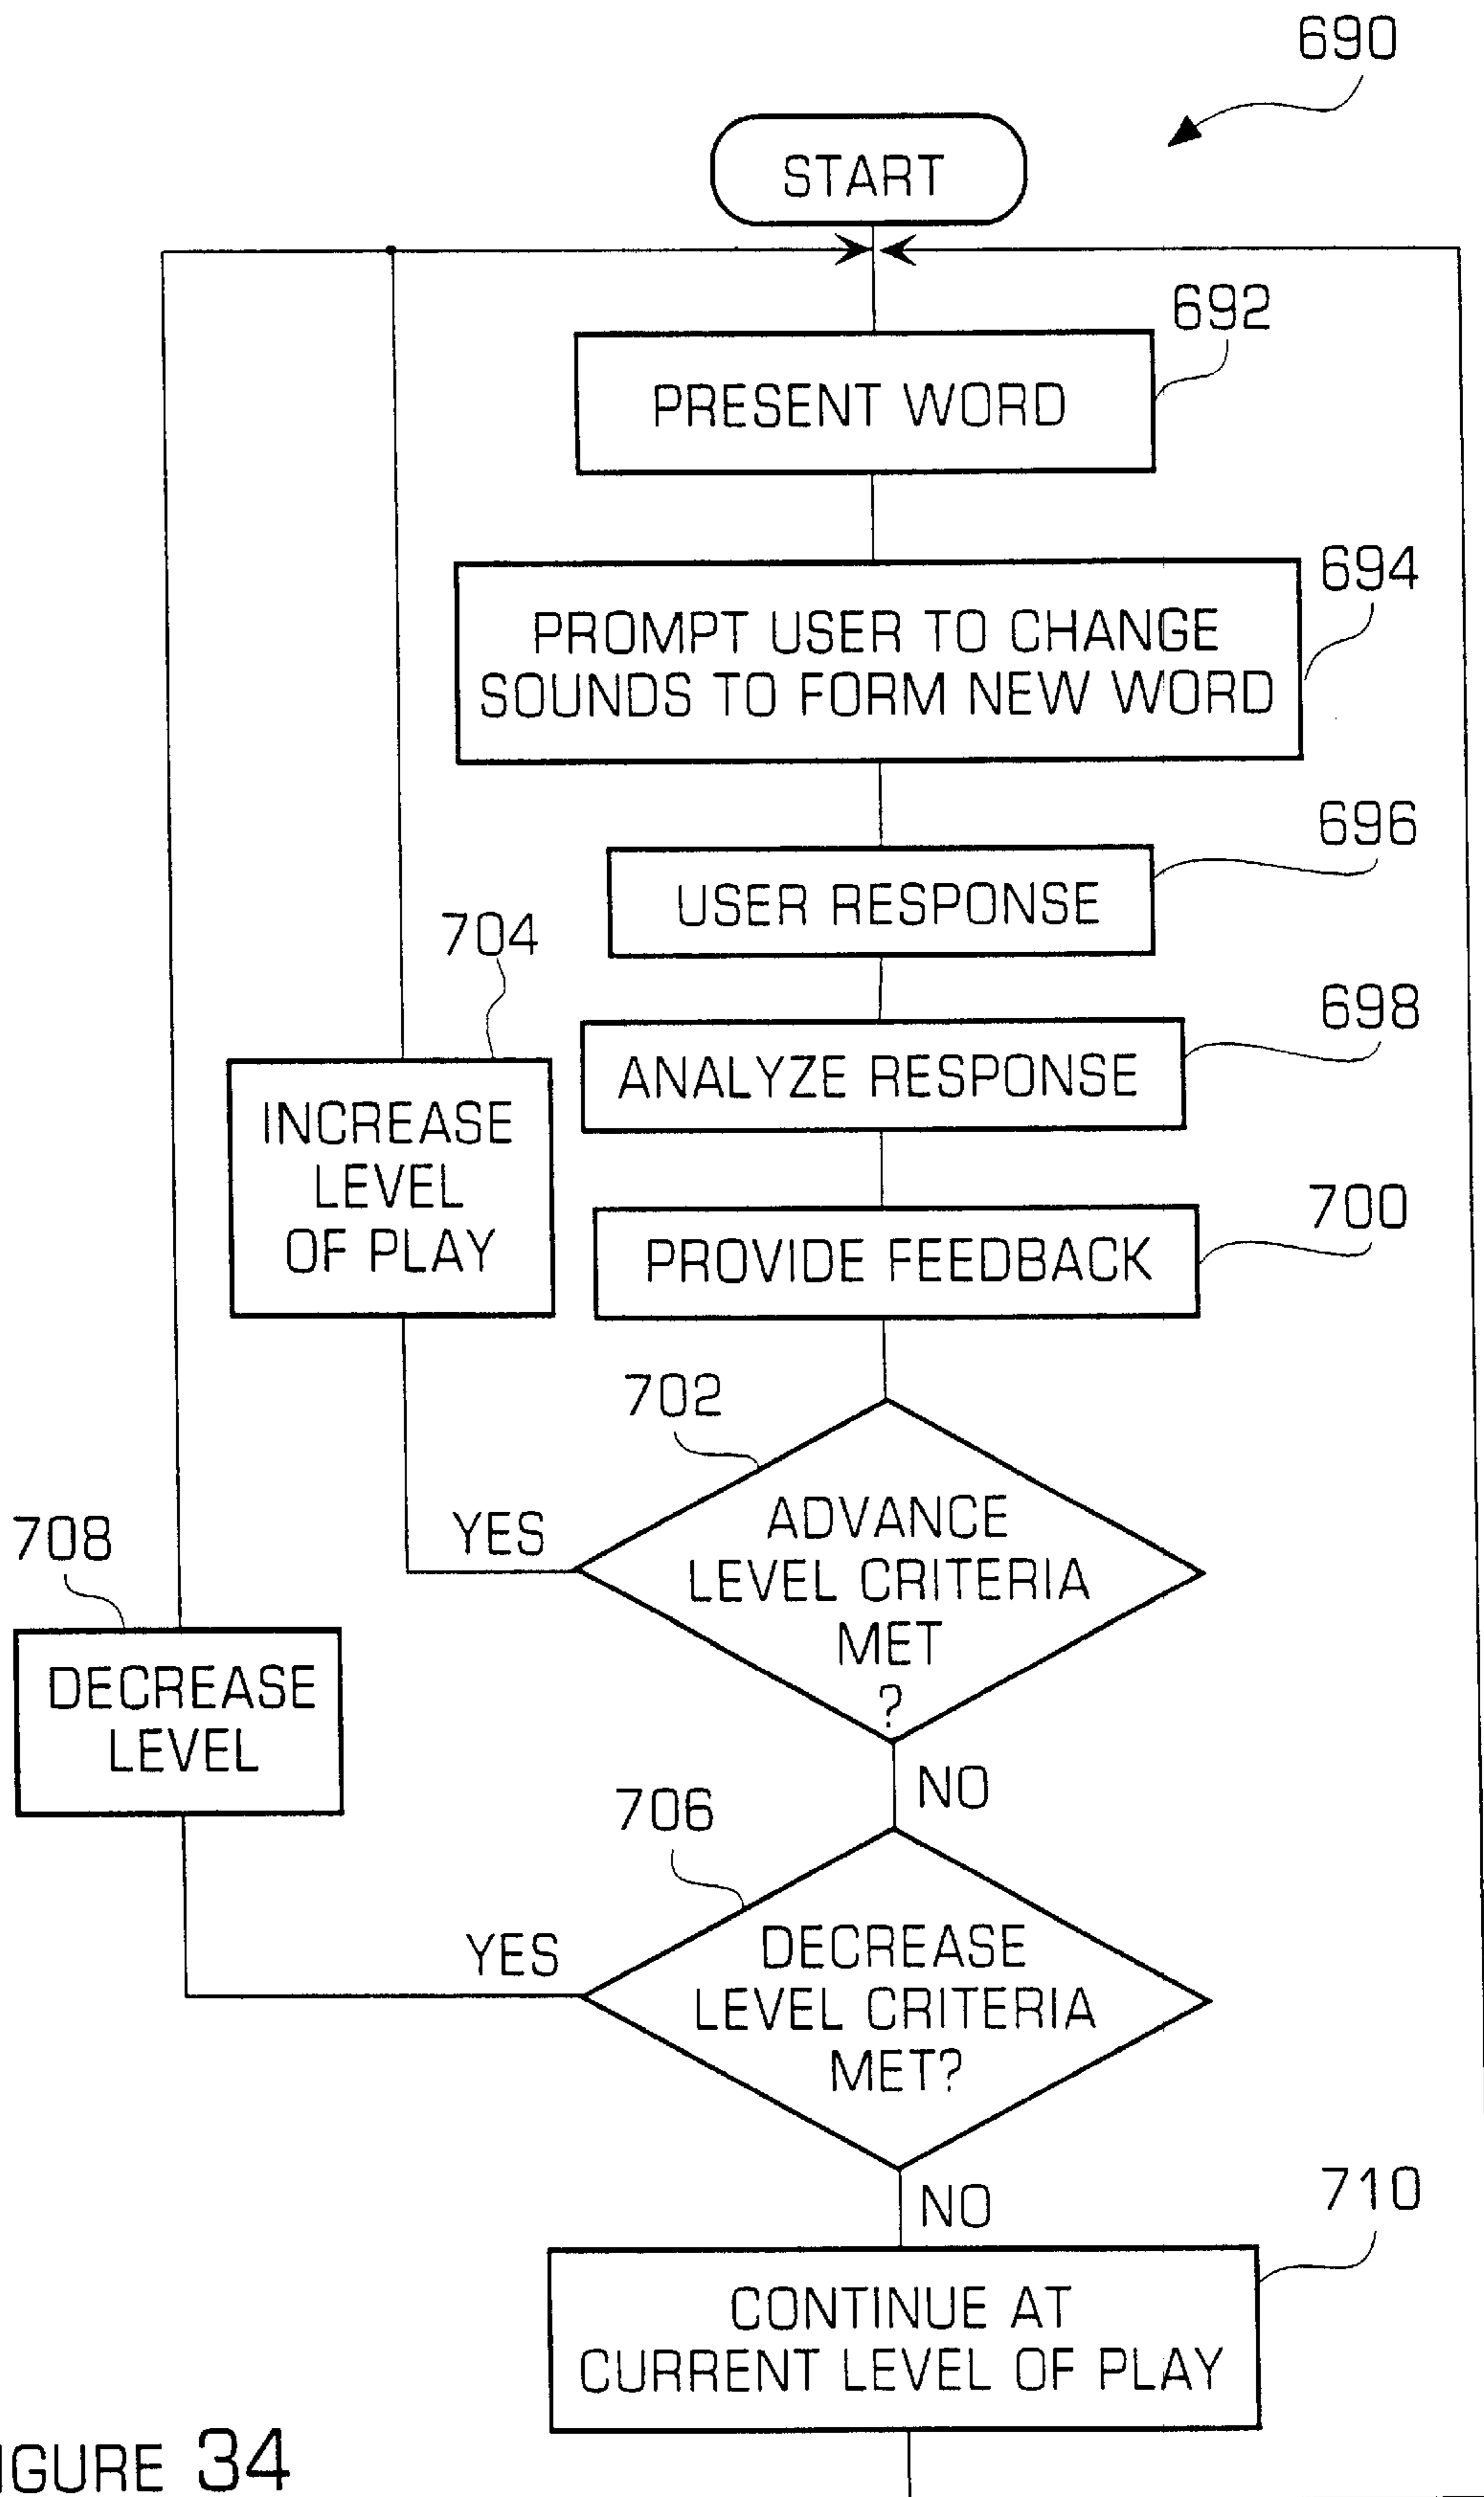 690
START
692
PRESENT WORD
694
PROMPT USER TO CHANGE
SOUNDS TO FORM NEW WORD
696
USER RESPONSE
704
698
ANALYZE RESPONSE
INCREASE
LEVEL
OF PLAY
700
PROVIDE FEEDBACK
702
ADVANCE
LEVEL CRITERIA
MET
?
YES
708
DECREASE
LEVEL
NO
706
DECREASE
LEVEL CRITERIA
MET?
YES
NO
710
CONTINUE AT
CURRENT LEVEL OF PLAY
IGURE 34